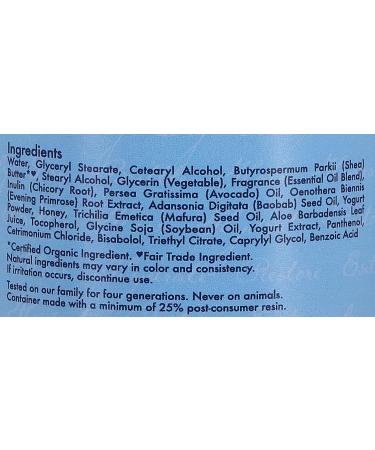 Ingredients
Water, Glyceryl Stearate, Cetearyl Alcohol, Butyrospermum Parkii (Shea)
Butter*♥, Stearyl Alcohol, Glycerin (Vegetable), Fragrance (Essential Oil Blend),
Inulin (Chicory Root), Persea Gratissima (Avocado) Oil, Oenothera Biennis
(Evening Primrose) Root Extract, Adansonia Digitata (Baobab) Seed Oil, Yogurt
Powder, Honey, Trichilia Emetica (Mafura) Seed Oil, Aloe Barbadensis Leaf
Juice, Tocopherol, Glycine Soja (Soybean) Oil, Yogurt Extract, Panthenol,
Cetrimonium Chloride, Bisabolol, Triethyl Citrate, Caprylyl Glycol, Benzoic Acid
*Certified Organic Ingredient. ♥Fair Trade Ingredient.
Natural ingredients may vary in color and consistency.
If irritation occurs, discontinue use.
Tested on our family for four generations. Never on animals.
Container made with a minimum of 25% post-consumer resin.